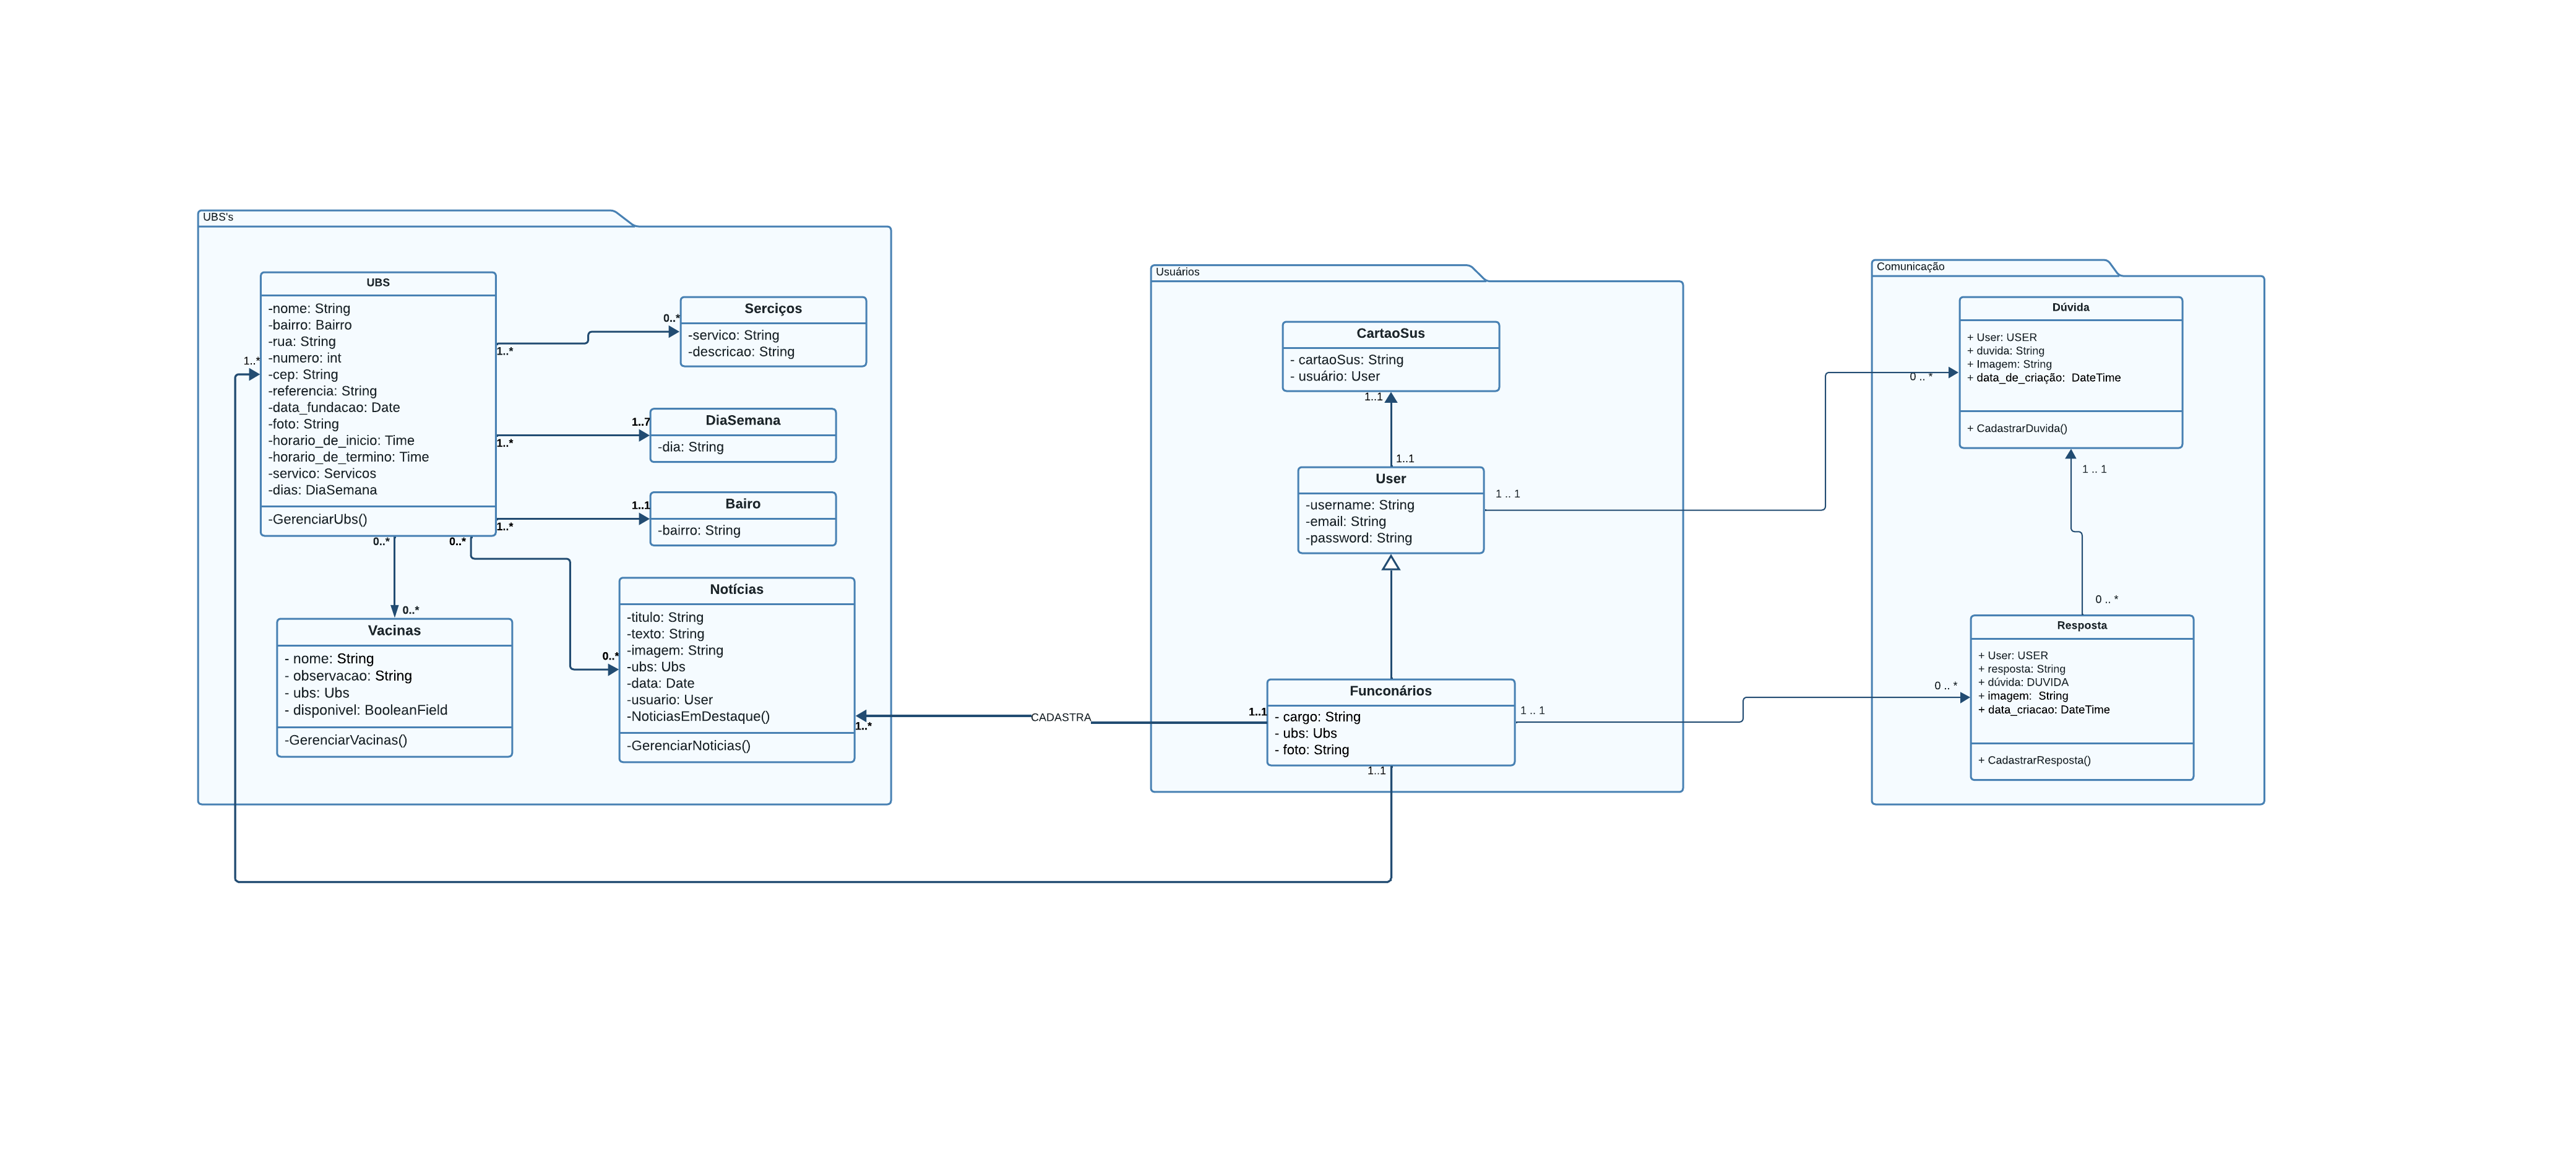 UBS's
UBS
-nome: String
-bairro: Bairro
-rua: String
-numero: int
-cep: String
-referencia: String
-data_fundacao: Date
-foto: String
-horario_de_inicio: Time
-horario_de_termino: Time
-servico: Servicos
-dias: DiaSemana
-GerenciarUbs()
1..*
1..*
0..*
Serciços
-servico: String
-descricao: String
1..*
1..7
DiaSemana
-dia: String
1..*
1..1
Bairo
-bairro: String
0..*
0..*
0..*
Vacinas
- nome: String
- observacao: String
- ubs: Ubs
- disponivel: BooleanField
-GerenciarVacinas()
0..*
Notícias
-titulo: String
-texto: String
-imagem: String
-ubs: Ubs
-data: Date
-usuario: User
-NoticiasEmDestaque()
-GerenciarNoticias()
1..*
CADASTRA
Usuários
CartaoSus
- cartaoSus: String
- usuário: User
1..1
1..1
User
-username: String
-email: String
-password: String
1 .. 1
1..1
Funconários
- cargo: String
- ubs: Ubs
- foto: String
1 .. 1
1..1
Comunicação
Dúvida
+ User: USER
+ duvida: String
+ Imagem: String
+ data_de_criação: DateTime
+ CadastrarDuvida()
0 .. *
1 .. 1
0 .. *
0 .. *
Resposta
+ User: USER
+ resposta: String
+ dúvida: DUVIDA
+ imagem: String
+ data_criacao: DateTime
+ CadastrarResposta()